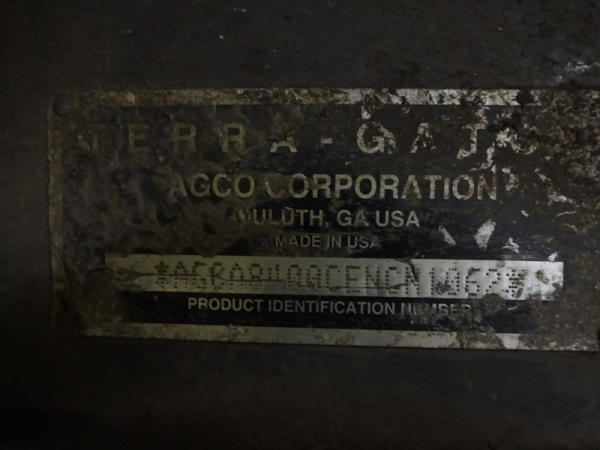 TERRA-GATOR
AGCO CORPORATION
DULUTH, GA USA
MADE IN USA
PRODUCT IDENTIFICATION NUMBER